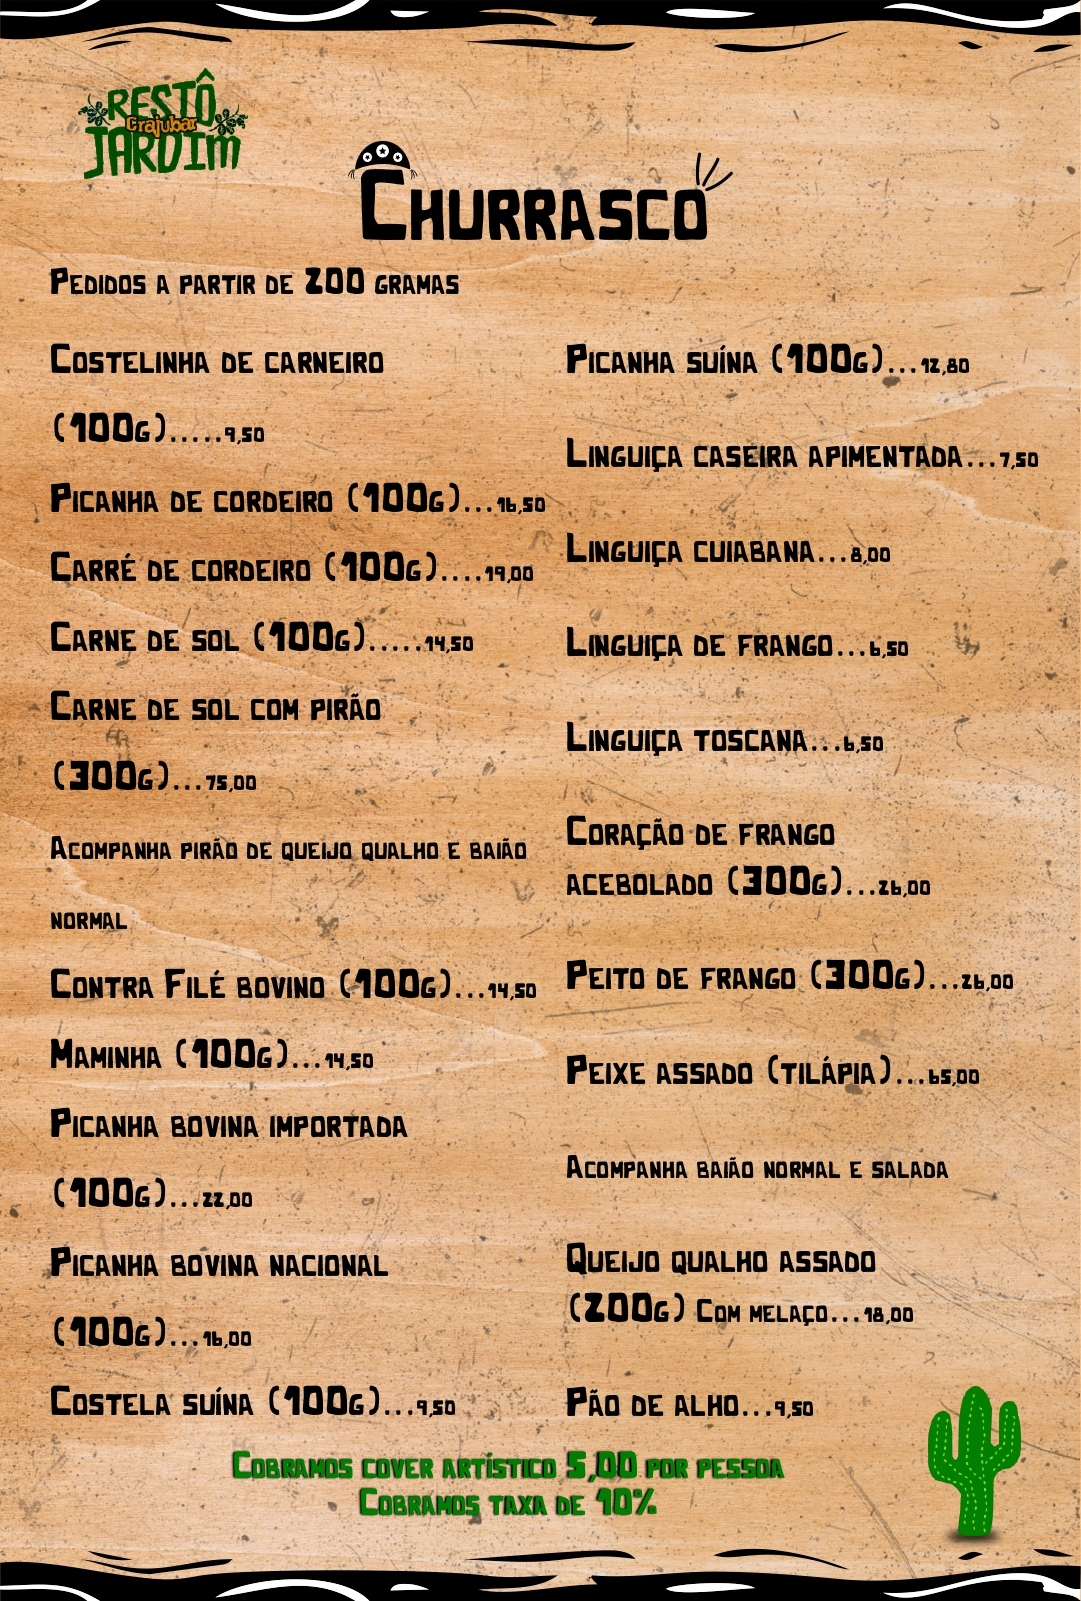 RESTÔ
Crajubar
JARDIM
Churrasco
Pedidos a partir de 200 gramas
Costelinha de carneiro
(100g).....9,50
Picanha de cordeiro (100g)...16,50
Carré de cordeiro (100g)....19,00
Carne de sol (100g).....14,50
Carne de sol com pirão
(300g)...75,00
Acompanha pirão de queijo qualho e baião
normal
Contra Filé bovino (100g)...14,50
Maminha (100g)...14,50
Picanha bovina importada
(100g)...22,00
Picanha bovina nacional
(100g)...16,00
Costela suína (100g)...9,50
Picanha suína (100g)...12,80
Linguiça caseira apimentada...7,50
Linguiça cuiabana...8,00
Linguiça de frango...6,50
Linguiça toscana...6,50
Coração de frango
acebolado (300g)...26,00
Peito de frango (300g)...26,00
Peixe assado (tilápia)...65,00
Acompanha baião normal e salada
Queijo qualho assado
(200g) Com melaço...18,00
Pão de alho...9,50
Cobramos cover artístico 5,00 por pessoa
Cobramos taxa de 10%